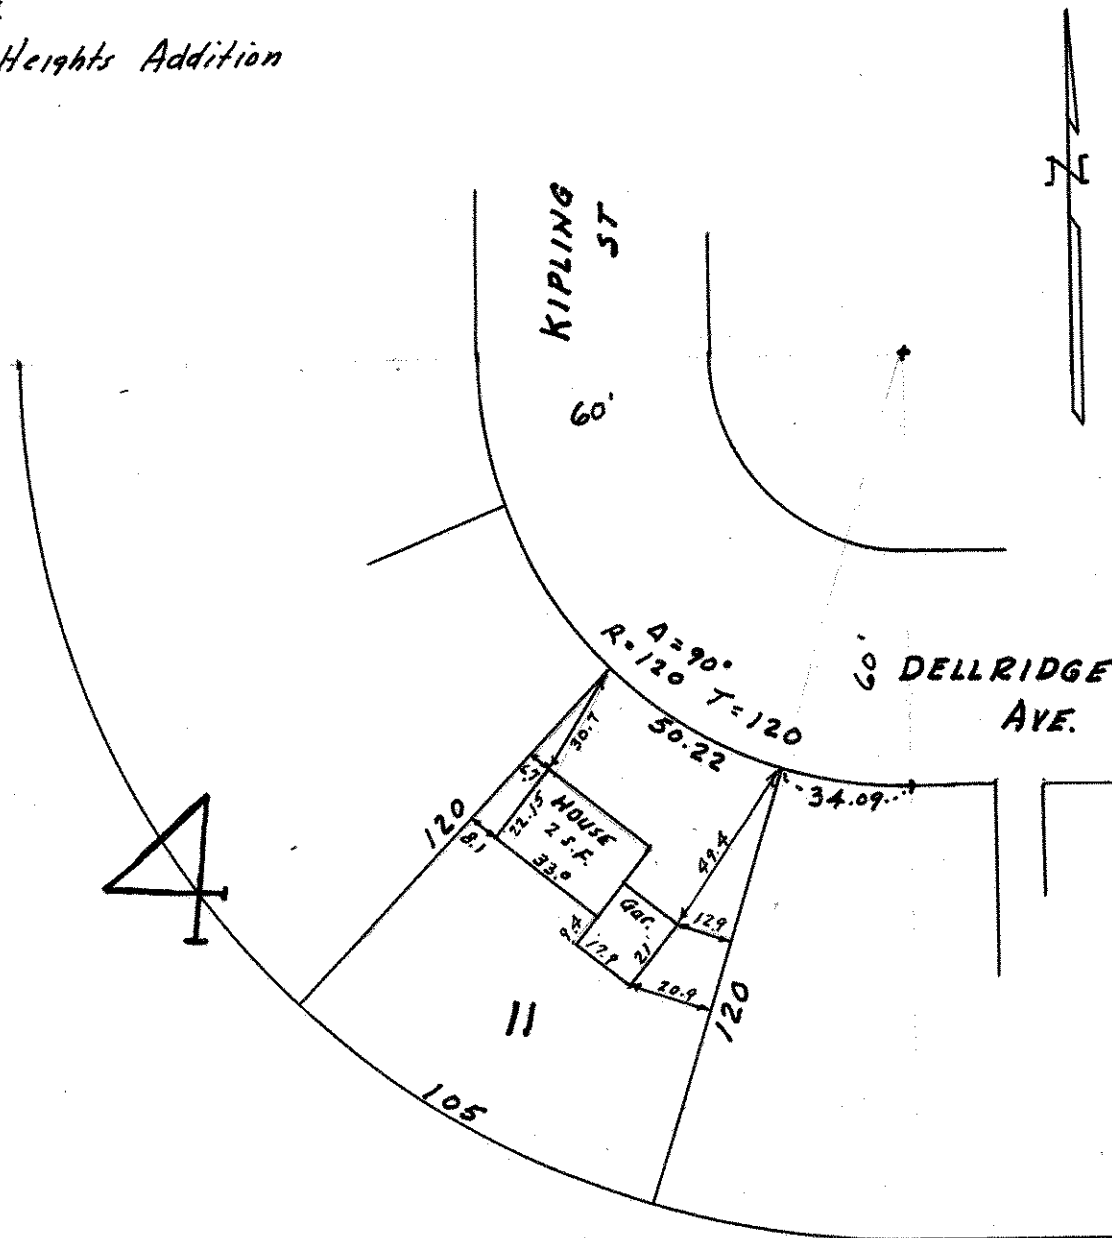 Heights Addition
N
KIPLING
ST
60'
Δ=90°
R=120 T=120
50.22
60'
DELLRIDGE
AVE.
34.09
30.7
120
8.1
22.15
HOUSE
2 S.F.
33.0
49.4
Gar.
12.9
9.4
17.9
21
20.9
120
4
11
105